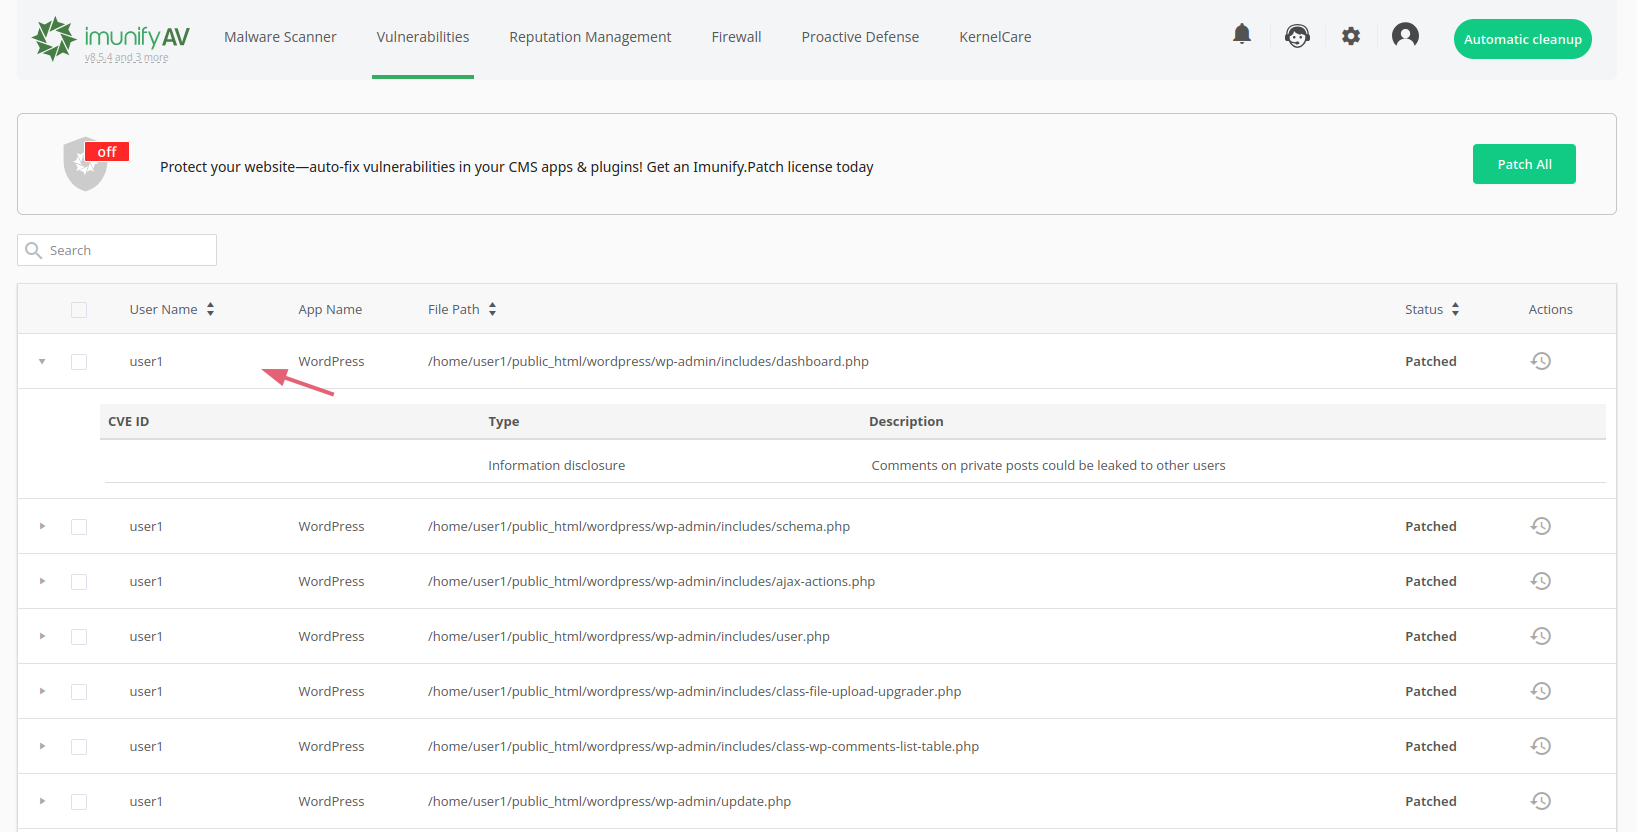 imunifyAV
v8.5.4 and 3 more
Malware Scanner
Vulnerabilities
Reputation Management
Firewall
Proactive Defense
KernelCare
Automatic cleanup
off
Protect your website—auto-fix vulnerabilities in your CMS apps & plugins! Get an Imunify.Patch license today
Patch All
Search
User Name App Name File Path Status Actions
user1 WordPress /home/user1/public_html/wordpress/wp-admin/includes/dashboard.php Patched
CVE ID Type Description
Information disclosure Comments on private posts could be leaked to other users
user1 WordPress /home/user1/public_html/wordpress/wp-admin/includes/schema.php Patched
user1 WordPress /home/user1/public_html/wordpress/wp-admin/includes/ajax-actions.php Patched
user1 WordPress /home/user1/public_html/wordpress/wp-admin/includes/user.php Patched
user1 WordPress /home/user1/public_html/wordpress/wp-admin/includes/class-file-upload-upgrader.php Patched
user1 WordPress /home/user1/public_html/wordpress/wp-admin/includes/class-wp-comments-list-table.php Patched
user1 WordPress /home/user1/public_html/wordpress/wp-admin/update.php Patched